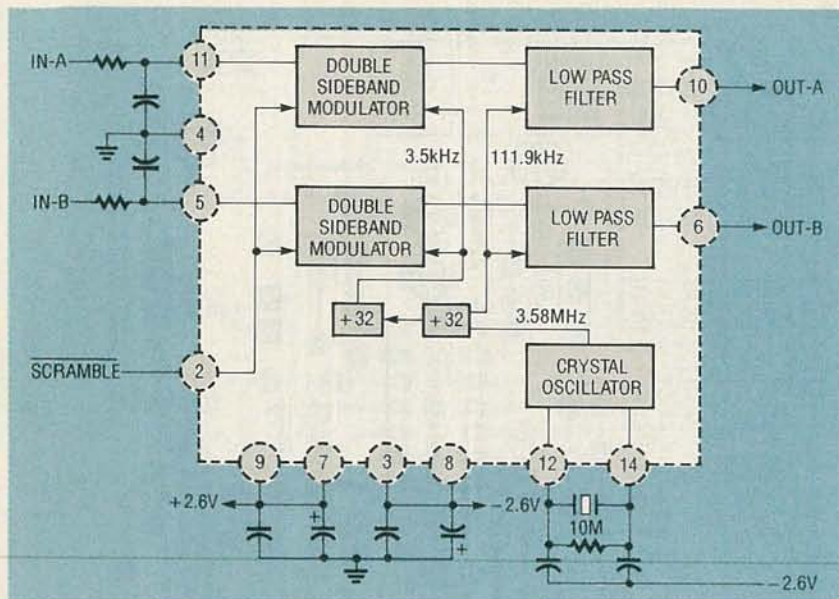 IN-A
11
DOUBLE
SIDEBAND
MODULATOR
LOW PASS
FILTER
10
OUT-A
4
3.5kHz
111.9kHz
IN-B
5
DOUBLE
SIDEBAND
MODULATOR
LOW PASS
FILTER
6
OUT-B
+32
+32
3.58MHz
SCRAMBLE
2
CRYSTAL
OSCILLATOR
9
7
3
8
12
14
+2.6V
+
-2.6V
+
10M
-2.6V